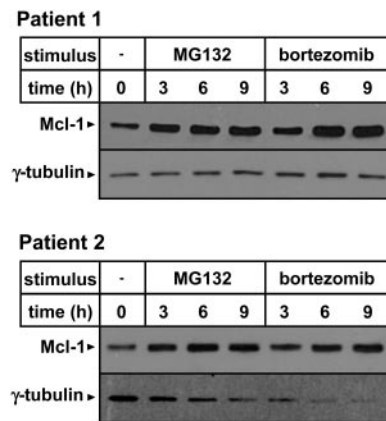 Patient 1
stimulus - MG132 bortezomib
time (h) 0 3 6 9 3 6 9
Mcl-1
γ-tubulin
Patient 2
stimulus - MG132 bortezomib
time (h) 0 3 6 9 3 6 9
Mcl-1
γ-tubulin